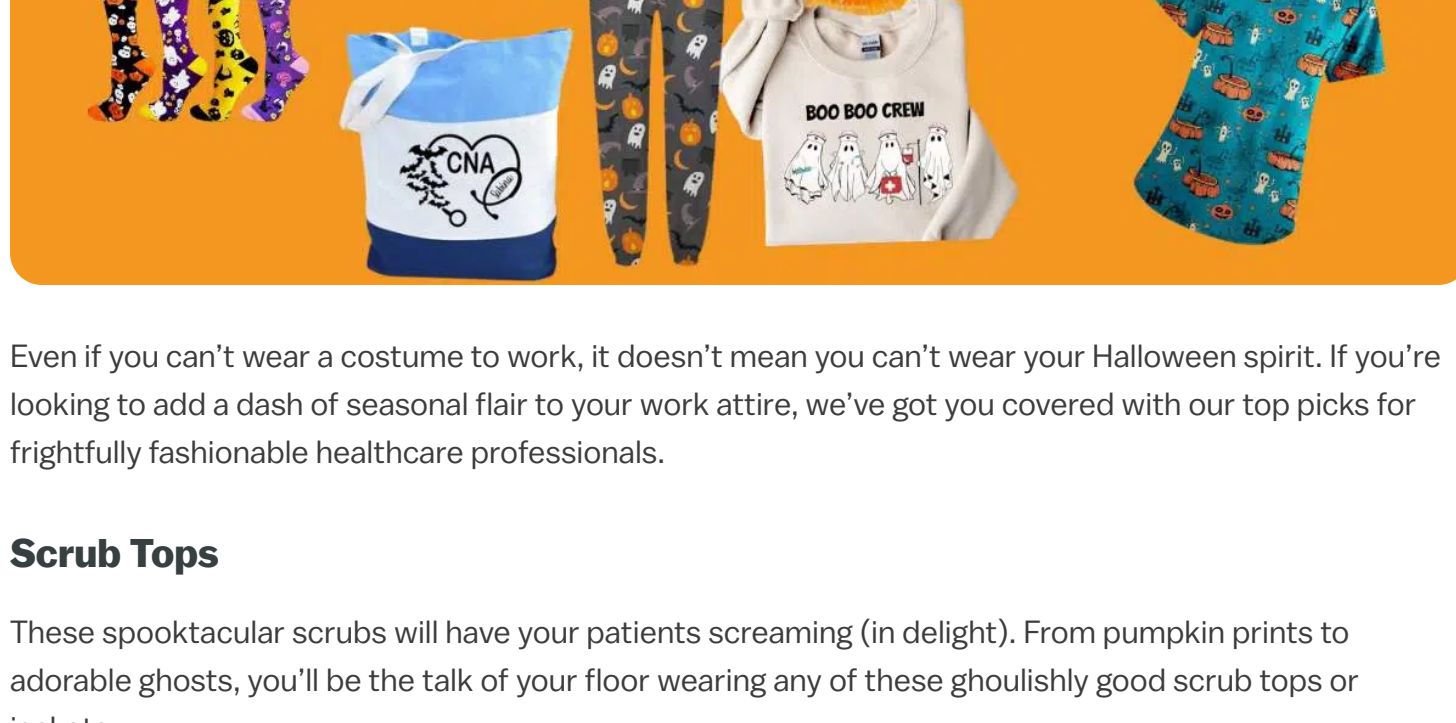 BOO BOO CREW
CNA
Sabrina
Even if you can’t wear a costume to work, it doesn’t mean you can’t wear your Halloween spirit. If you’re
looking to add a dash of seasonal flair to your work attire, we’ve got you covered with our top picks for
frightfully fashionable healthcare professionals.
Scrub Tops
These spooktacular scrubs will have your patients screaming (in delight). From pumpkin prints to
adorable ghosts, you’ll be the talk of your floor wearing any of these ghoulishly good scrub tops or